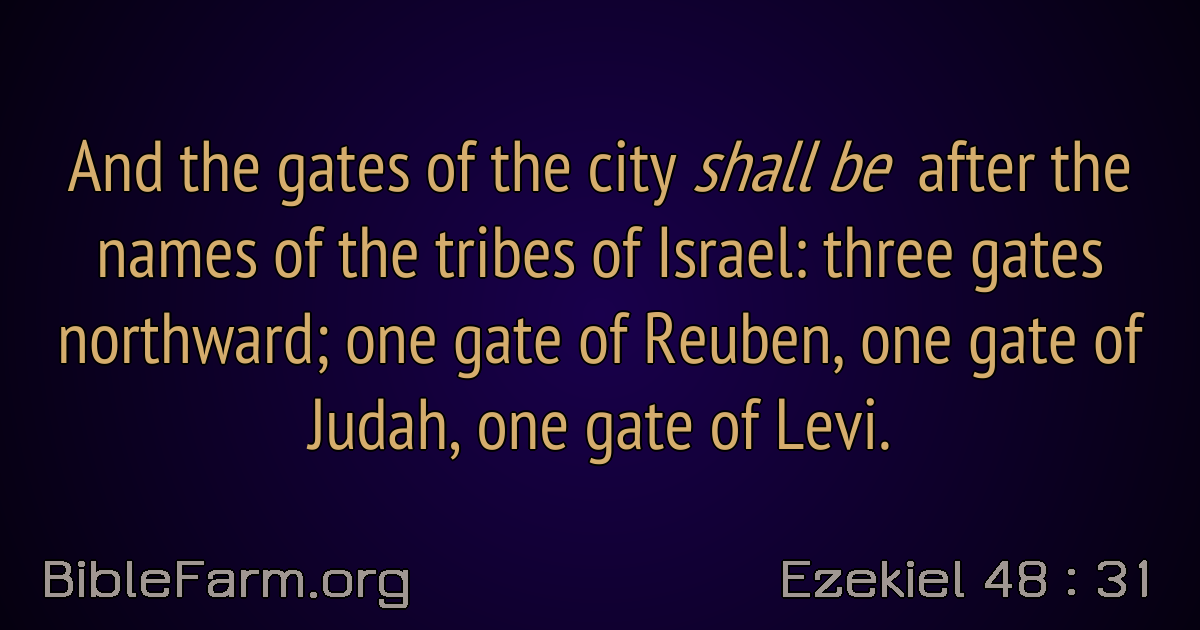 And the gates of the city shall be after the
names of the tribes of Israel: three gates
northward; one gate of Reuben, one gate of
Judah, one gate of Levi.
BibleFarm.org
Ezekiel 48 : 31